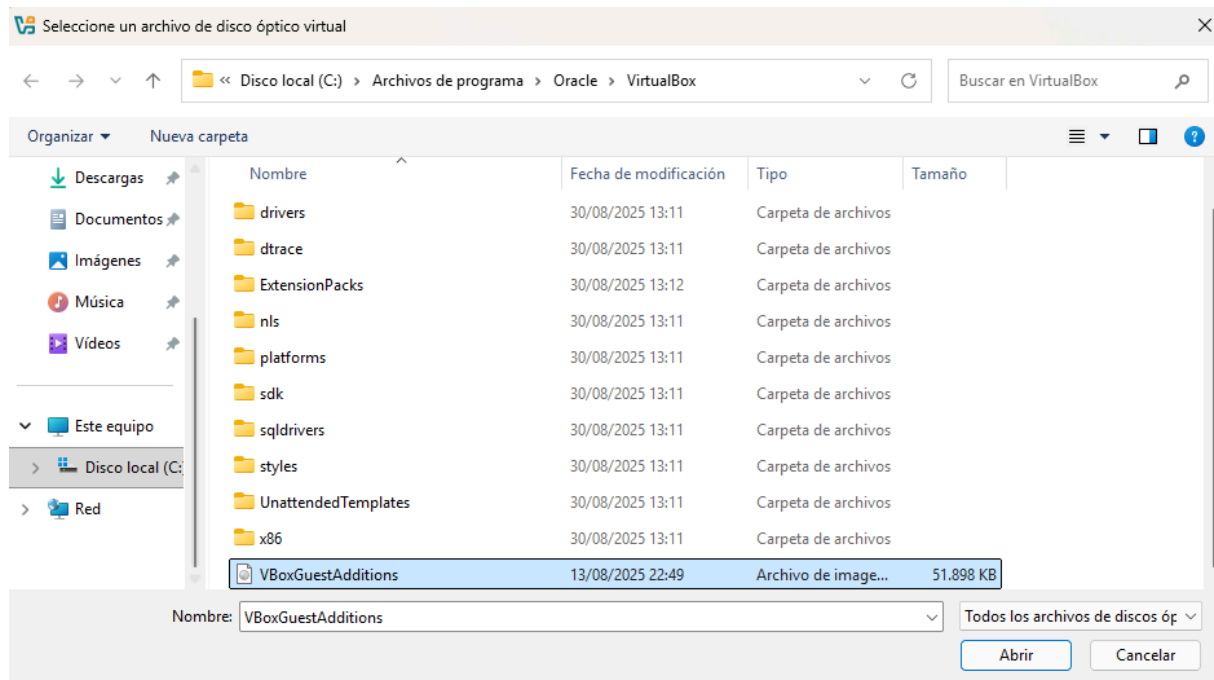 Seleccione un archivo de disco óptico virtual
« Disco local (C:) > Archivos de programa > Oracle > VirtualBox
Buscar en VirtualBox
Organizar
Nueva carpeta
Descargas
Documentos
Imágenes
Música
Vídeos
Este equipo
Disco local (C:
Red
Nombre Fecha de modificación Tipo Tamaño
drivers 30/08/2025 13:11 Carpeta de archivos
dtrace 30/08/2025 13:11 Carpeta de archivos
ExtensionPacks 30/08/2025 13:12 Carpeta de archivos
nls 30/08/2025 13:11 Carpeta de archivos
platforms 30/08/2025 13:11 Carpeta de archivos
sdk 30/08/2025 13:11 Carpeta de archivos
sqldrivers 30/08/2025 13:11 Carpeta de archivos
styles 30/08/2025 13:11 Carpeta de archivos
UnattendedTemplates 30/08/2025 13:11 Carpeta de archivos
x86 30/08/2025 13:11 Carpeta de archivos
VBoxGuestAdditions 13/08/2025 22:49 Archivo de image... 51.898 KB
Nombre: VBoxGuestAdditions
Todos los archivos de discos óp
Abrir
Cancelar